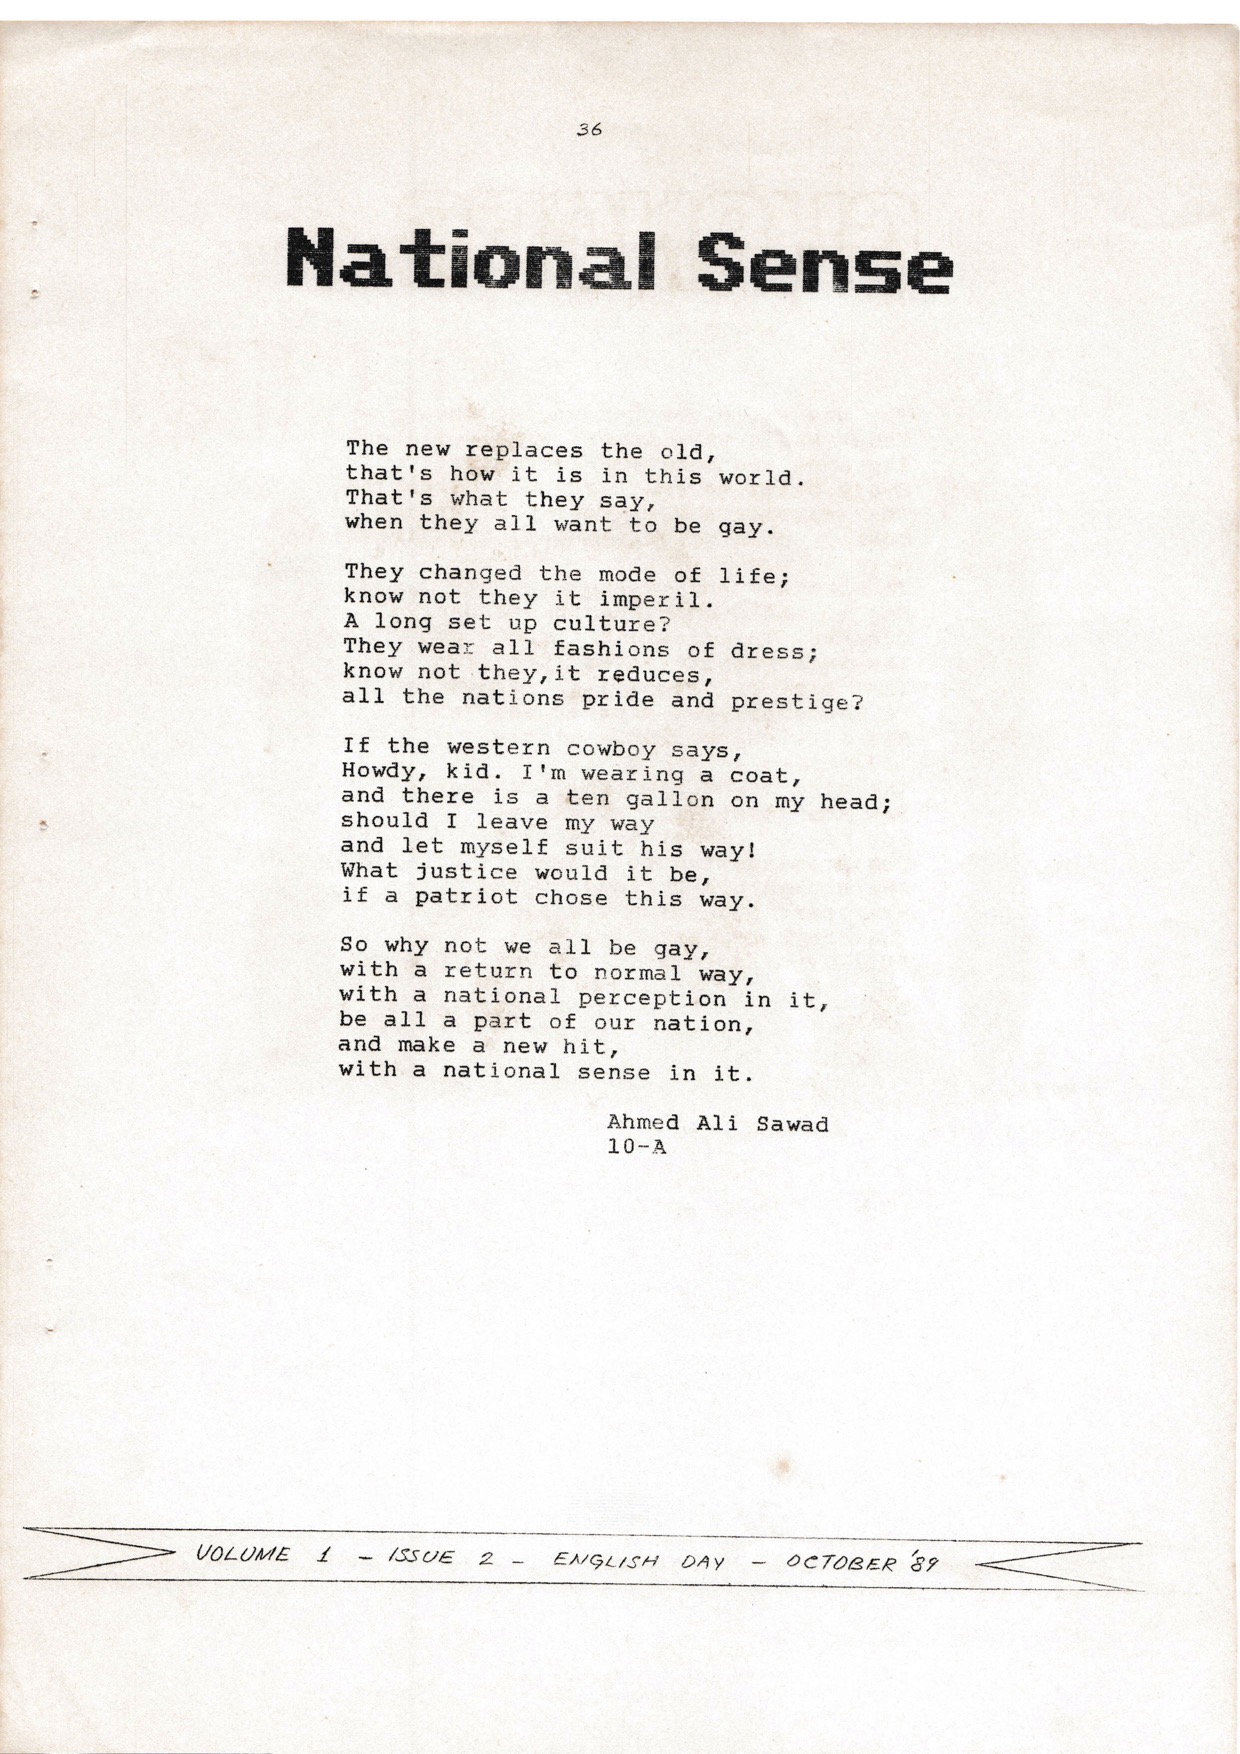 36
National Sense
The new replaces the old,
that's how it is in this world.
That's what they say,
when they all want to be gay.
They changed the mode of life;
know not they it imperil.
A long set up culture?
They wear all fashions of dress;
know not they,it reduces,
all the nations pride and prestige?
If the western cowboy says,
Howdy, kid. I'm wearing a coat,
and there is a ten gallon on my head;
should I leave my way
and let myself suit his way!
What justice would it be,
if a patriot chose this way.
So why not we all be gay,
with a return to normal way,
with a national perception in it,
be all a part of our nation,
and make a new hit,
with a national sense in it.
Ahmed Ali Sawad
10-A
VOLUME 1 - ISSUE 2 - ENGLISH DAY - OCTOBER '89